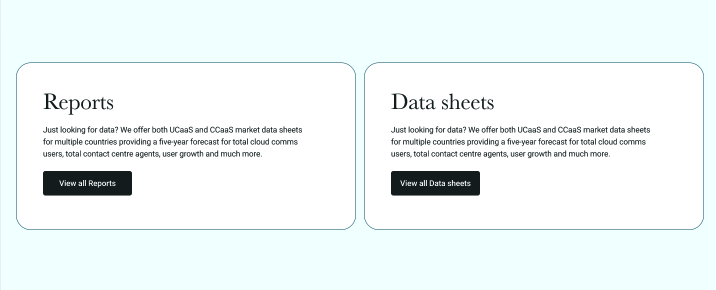 Reports
Just looking for data? We offer both UCaaS and CCaaS market data sheets
for multiple countries providing a five-year forecast for total cloud comms
users, total contact centre agents, user growth and much more.
View all Reports
Data sheets
Just looking for data? We offer both UCaaS and CCaaS market data sheets
for multiple countries providing a five-year forecast for total cloud comms
users, total contact centre agents, user growth and much more.
View all Data sheets